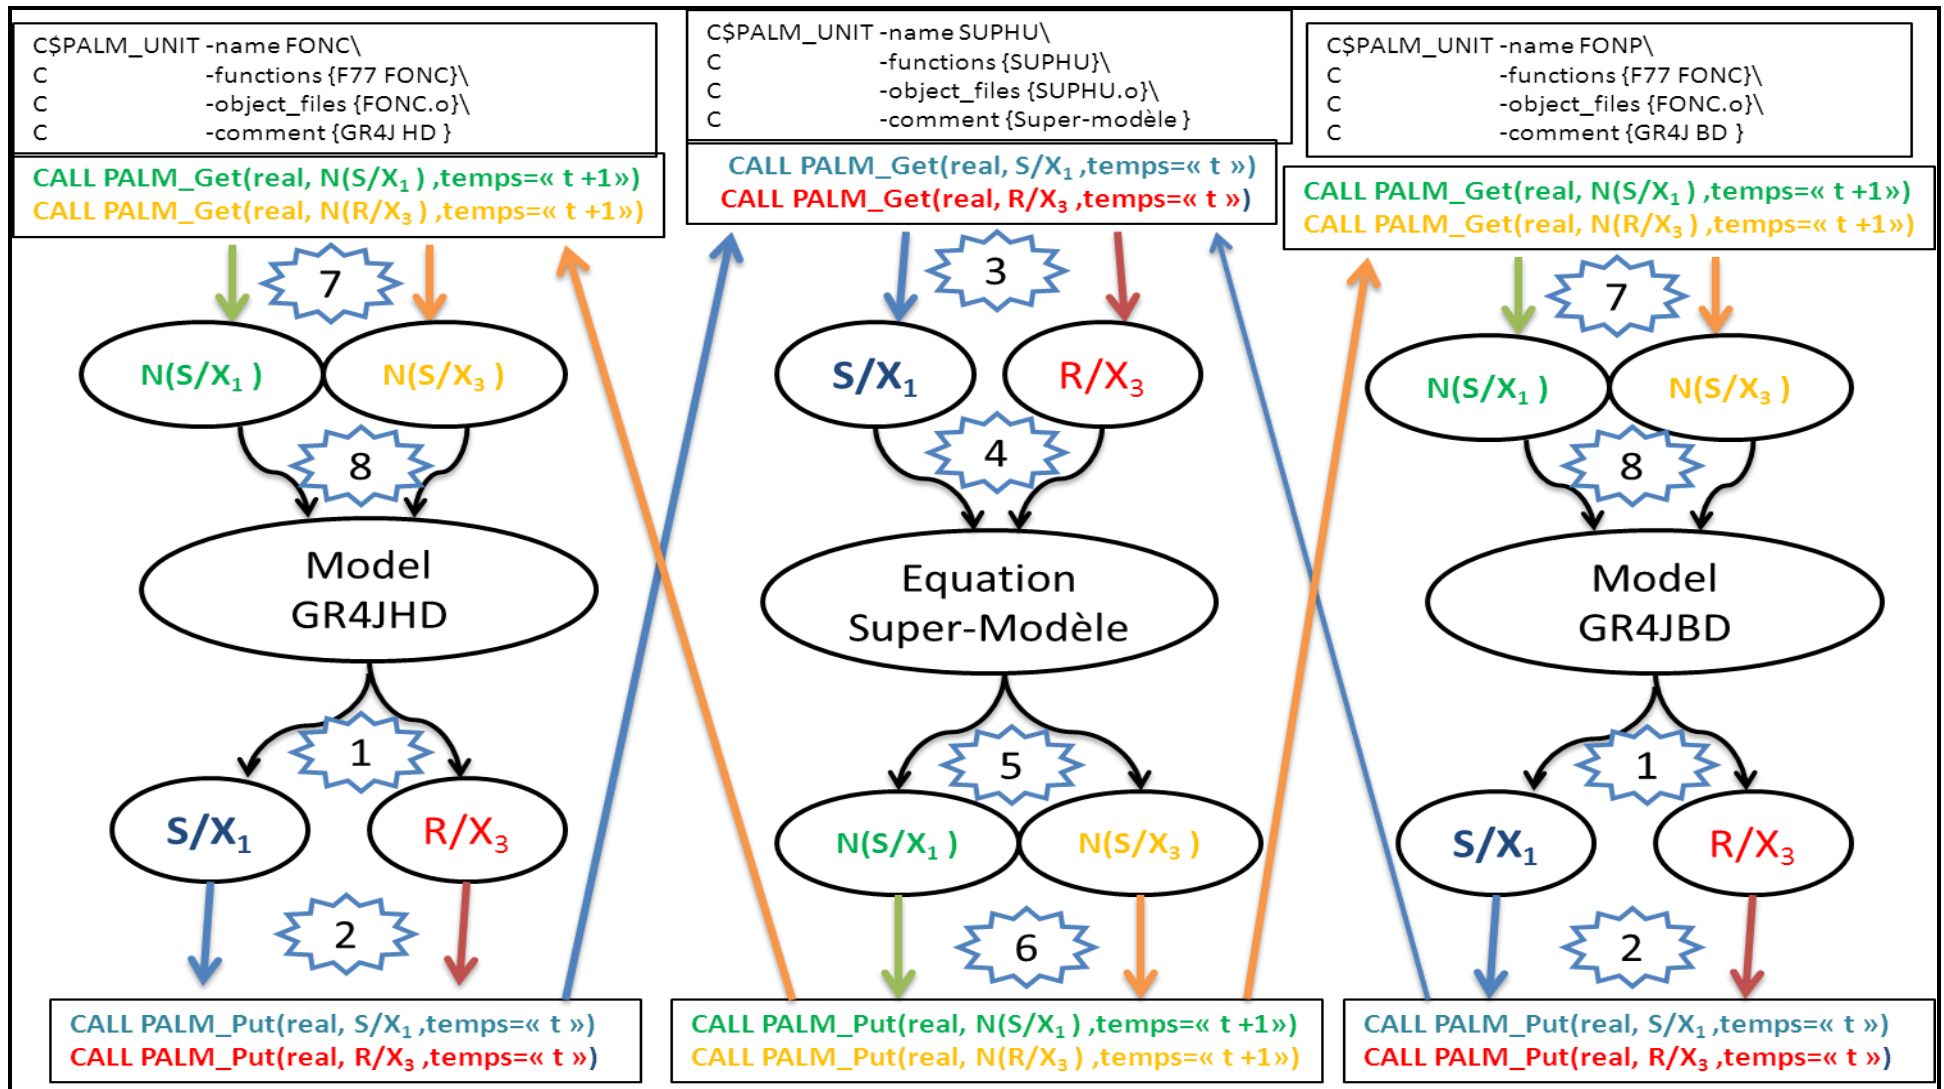 C$PALM_UNIT -name FONC\
C -functions {F77 FONC}\
C -object_files {FONC.o}\
C -comment {GR4J HD }
CALL PALM_Get(real, N(S/X1 ) ,temps=« t +1»)
CALL PALM_Get(real, N(R/X3 ) ,temps=« t +1»)
7
N(S/X1 )
N(S/X3 )
8
Model
GR4JHD
1
S/X1
R/X3
2
CALL PALM_Put(real, S/X1 ,temps=« t »)
CALL PALM_Put(real, R/X3 ,temps=« t »)
C$PALM_UNIT -name SUPHU\
C -functions {SUPHU}\
C -object_files {SUPHU.o}\
C -comment {Super-modèle }
CALL PALM_Get(real, S/X1 ,temps=« t »)
CALL PALM_Get(real, R/X3 ,temps=« t »)
3
S/X1
R/X3
4
Equation
Super-Modèle
5
N(S/X1 )
N(S/X3 )
6
CALL PALM_Put(real, N(S/X1 ) ,temps=« t +1»)
CALL PALM_Put(real, N(R/X3 ) ,temps=« t +1»)
C$PALM_UNIT -name FONP\
C -functions {F77 FONC}\
C -object_files {FONC.o}\
C -comment {GR4J BD }
CALL PALM_Get(real, N(S/X1 ) ,temps=« t +1»)
CALL PALM_Get(real, N(R/X3 ) ,temps=« t +1»)
7
N(S/X1 )
N(S/X3 )
8
Model
GR4JBD
1
S/X1
R/X3
2
CALL PALM_Put(real, S/X1 ,temps=« t »)
CALL PALM_Put(real, R/X3 ,temps=« t »)